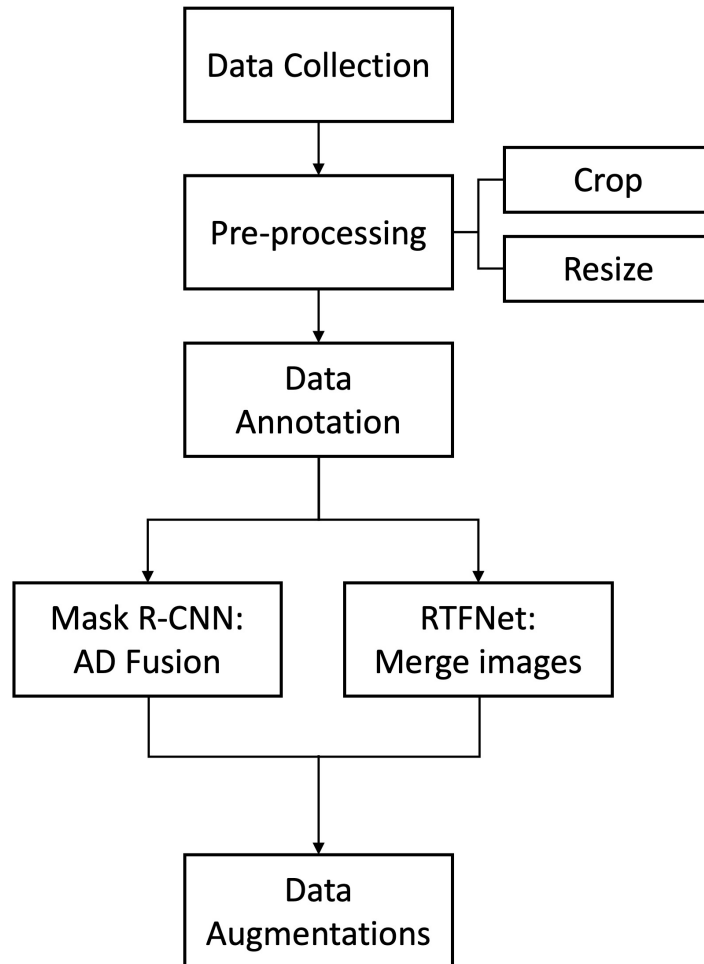 Data Collection
Pre-processing
Crop
Resize
Data
Annotation
Mask R-CNN:
AD Fusion
RTFNet:
Merge images
Data
Augmentations